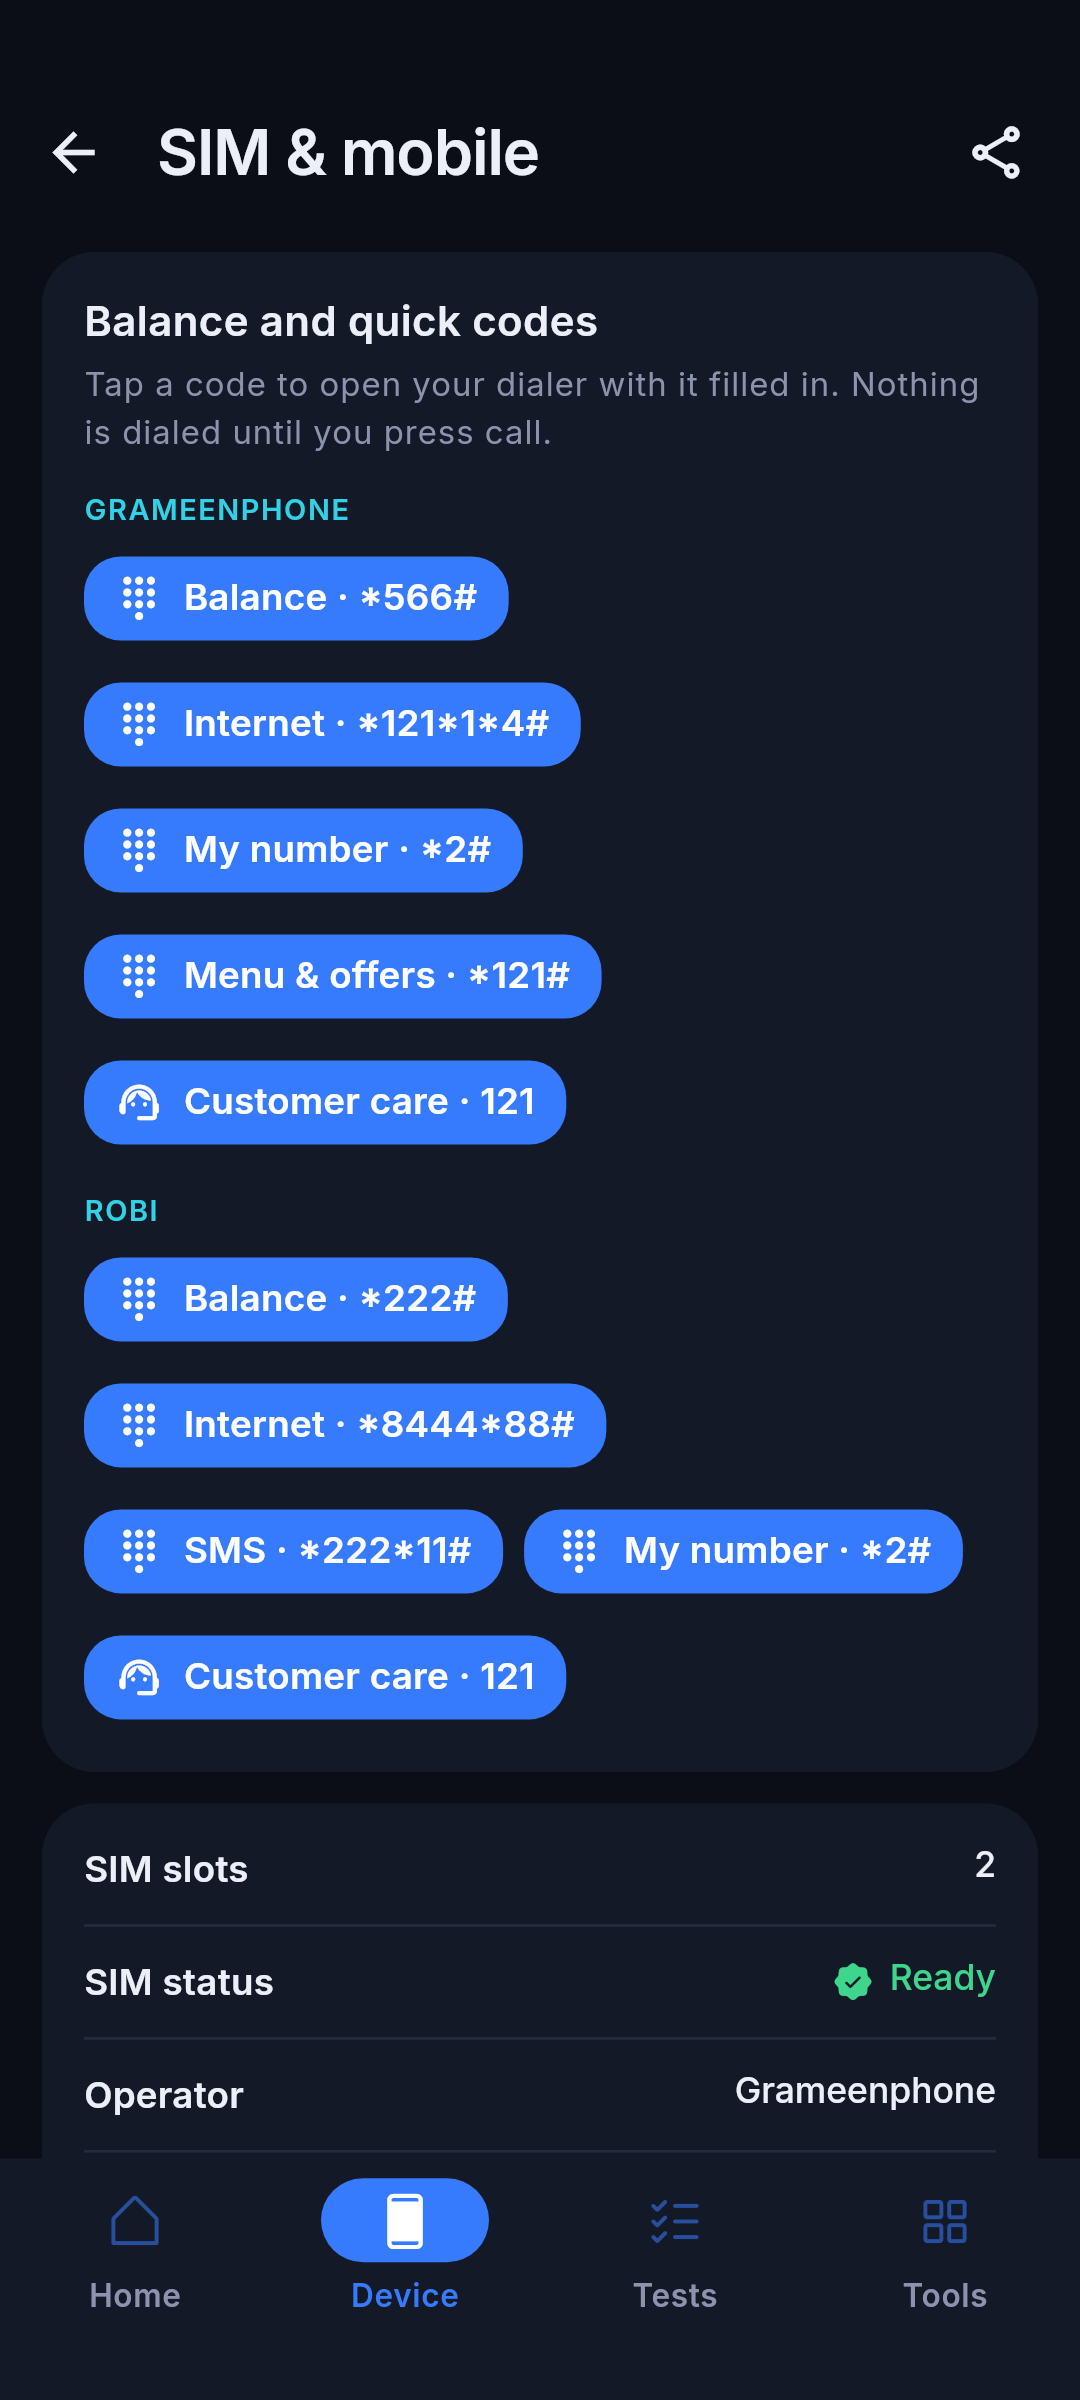 SIM & mobile
Balance and quick codes
Tap a code to open your dialer with it filled in. Nothing
is dialed until you press call.
GRAMEENPHONE
Balance · *566#
Internet · *121*1*4#
My number · *2#
Menu & offers · *121#
Customer care · 121
ROBI
Balance · *222#
Internet · *8444*88#
SMS · *222*11# My number · *2#
Customer care · 121
SIM slots 2
SIM status Ready
Operator Grameenphone
Home Device Tests Tools